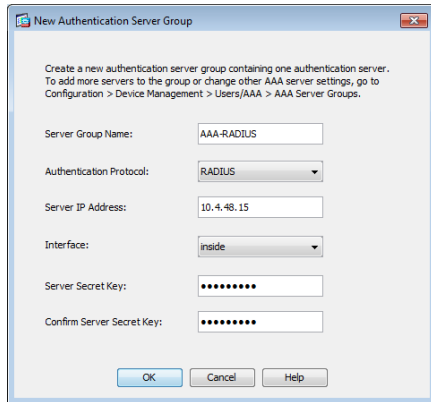 New Authentication Server Group
Create a new authentication server group containing one authentication server.
To add more servers to the group or change other AAA server settings, go to
Configuration > Device Management > Users/AAA > AAA Server Groups.
Server Group Name: AAA-RADIUS
Authentication Protocol: RADIUS
Server IP Address: 10.4.48.15
Interface: inside
Server Secret Key: •••••••••
Confirm Server Secret Key: •••••••••
OK Cancel Help